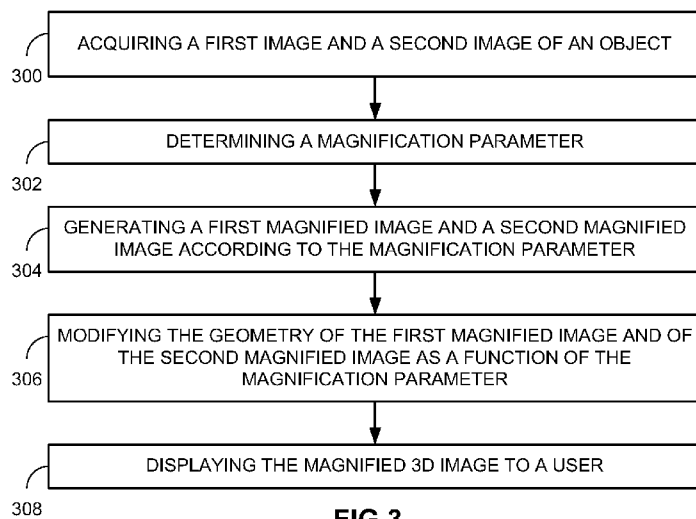 ACQUIRING A FIRST IMAGE AND A SECOND IMAGE OF AN OBJECT
300
DETERMINING A MAGNIFICATION PARAMETER
302
GENERATING A FIRST MAGNIFIED IMAGE AND A SECOND MAGNIFIED
IMAGE ACCORDING TO THE MAGNIFICATION PARAMETER
304
MODIFYING THE GEOMETRY OF THE FIRST MAGNIFIED IMAGE AND OF
THE SECOND MAGNIFIED IMAGE AS A FUNCTION OF THE
MAGNIFICATION PARAMETER
306
DISPLAYING THE MAGNIFIED 3D IMAGE TO A USER
308
FIG.3